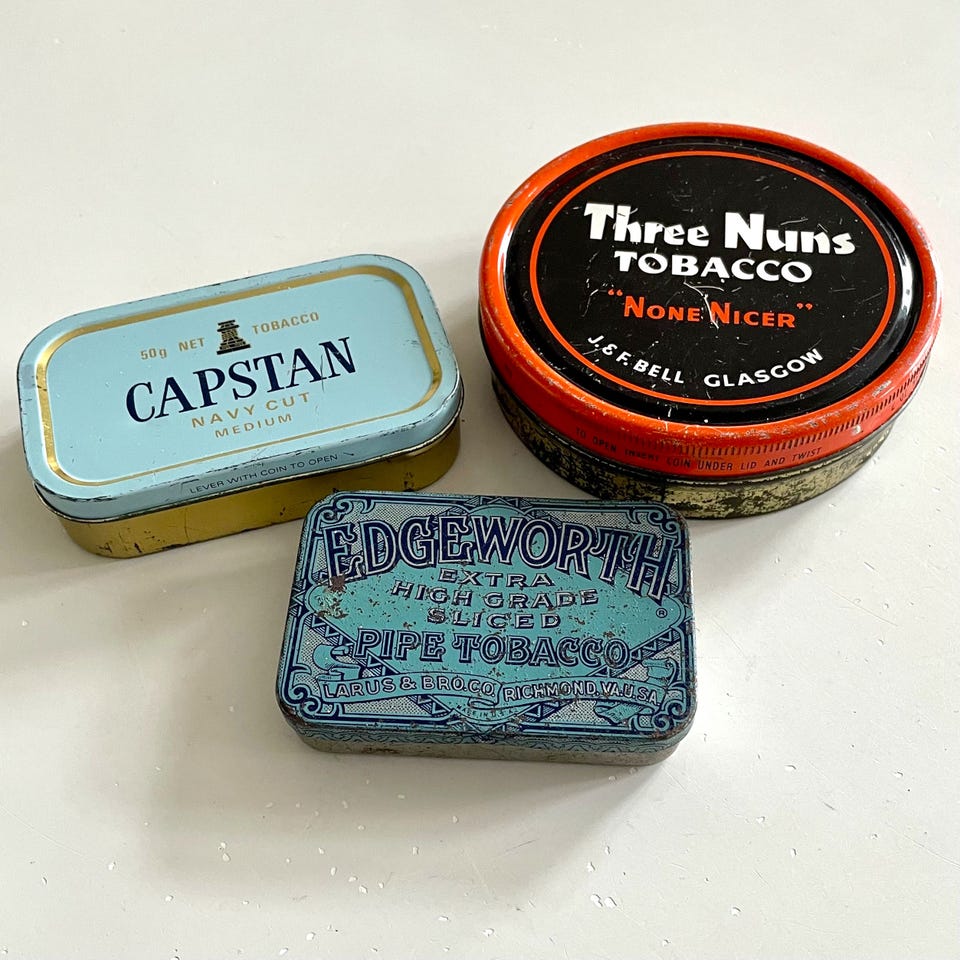 50g NET TOBACCO
CAPSTAN
NAVY CUT
MEDIUM
LEVER WITH COIN TO OPEN
Three Nuns
TOBACCO
"NONE NICER"
J. & F. BELL GLASGOW
TO OPEN INSERT COIN UNDER LID AND TWIST
EDGEWORTH
®
EXTRA
HIGH GRADE
SLICED
PIPE TOBACCO
LARUS & BRO. CO. RICHMOND, VA. U.S.A.